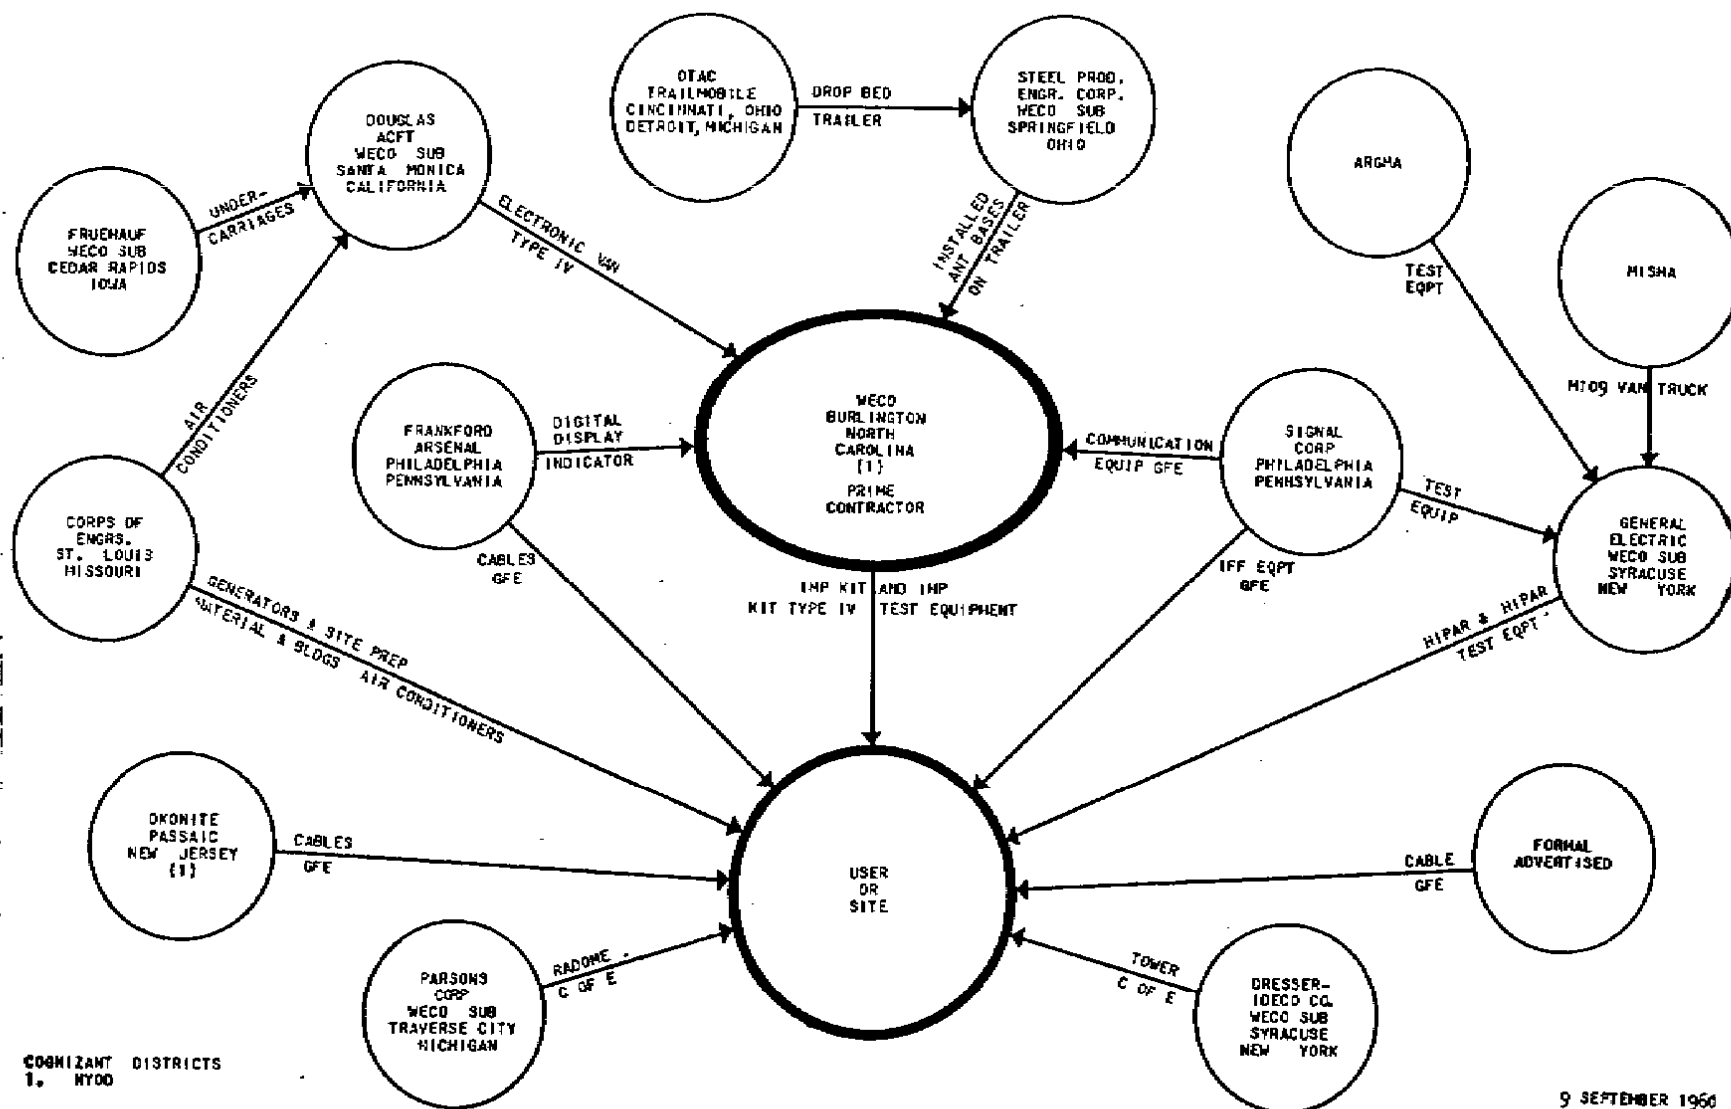 OTAC
TRAILMOBILE
CINCINNATI, OHIO
DETROIT, MICHIGAN
DROP BED
TRAILER
STEEL PROD.
ENGR. CORP.
WECO SUB
SPRINGFIELD
OHIO
DOUGLAS
ACFT
WECO SUB
SANTA MONICA
CALIFORNIA
ARGMA
MISMA
FRUEHAUF
WECO SUB
CEDAR RAPIDS
IOWA
UNDER-
CARRIAGES
ELECTRONIC VAN
TYPE IV
INSTALLED
ANT BASES
ON TRAILER
TEST
EQPT
M109 VAN TRUCK
AIR
CONDITIONERS
FRANKFORD
ARSENAL
PHILADELPHIA
PENNSYLVANIA
DIGITAL
DISPLAY
INDICATOR
WECO
BURLINGTON
NORTH
CAROLINA
(1)
PRIME
CONTRACTOR
COMMUNICATION
EQUIP GFE
SIGNAL
CORP
PHILADELPHIA
PENNSYLVANIA
TEST
EQUIP
GENERAL
ELECTRIC
WECO SUB
SYRACUSE
NEW YORK
CORPS OF
ENGRS.
ST. LOUIS
MISSOURI
CABLES
GFE
IMP KIT AND IMP
KIT TYPE IV TEST EQUIPMENT
IFF EQPT
GFE
HIPAR & HIPAR
TEST EQPT
GENERATORS & SITE PREP
MATERIAL & BLDGS AIR CONDITIONERS
OKONITE
PASSAIC
NEW JERSEY
(1)
CABLES
GFE
USER
OR
SITE
CABLE
GFE
FORMAL
ADVERTISED
PARSONS
CORP
WECO SUB
TRAVERSE CITY
MICHIGAN
RADOME
C OF E
TOWER
C OF E
DRESSER-
IDECO CO.
WECO SUB
SYRACUSE
NEW YORK
COGNIZANT DISTRICTS
1. NYOD
9 SEPTEMBER 1960